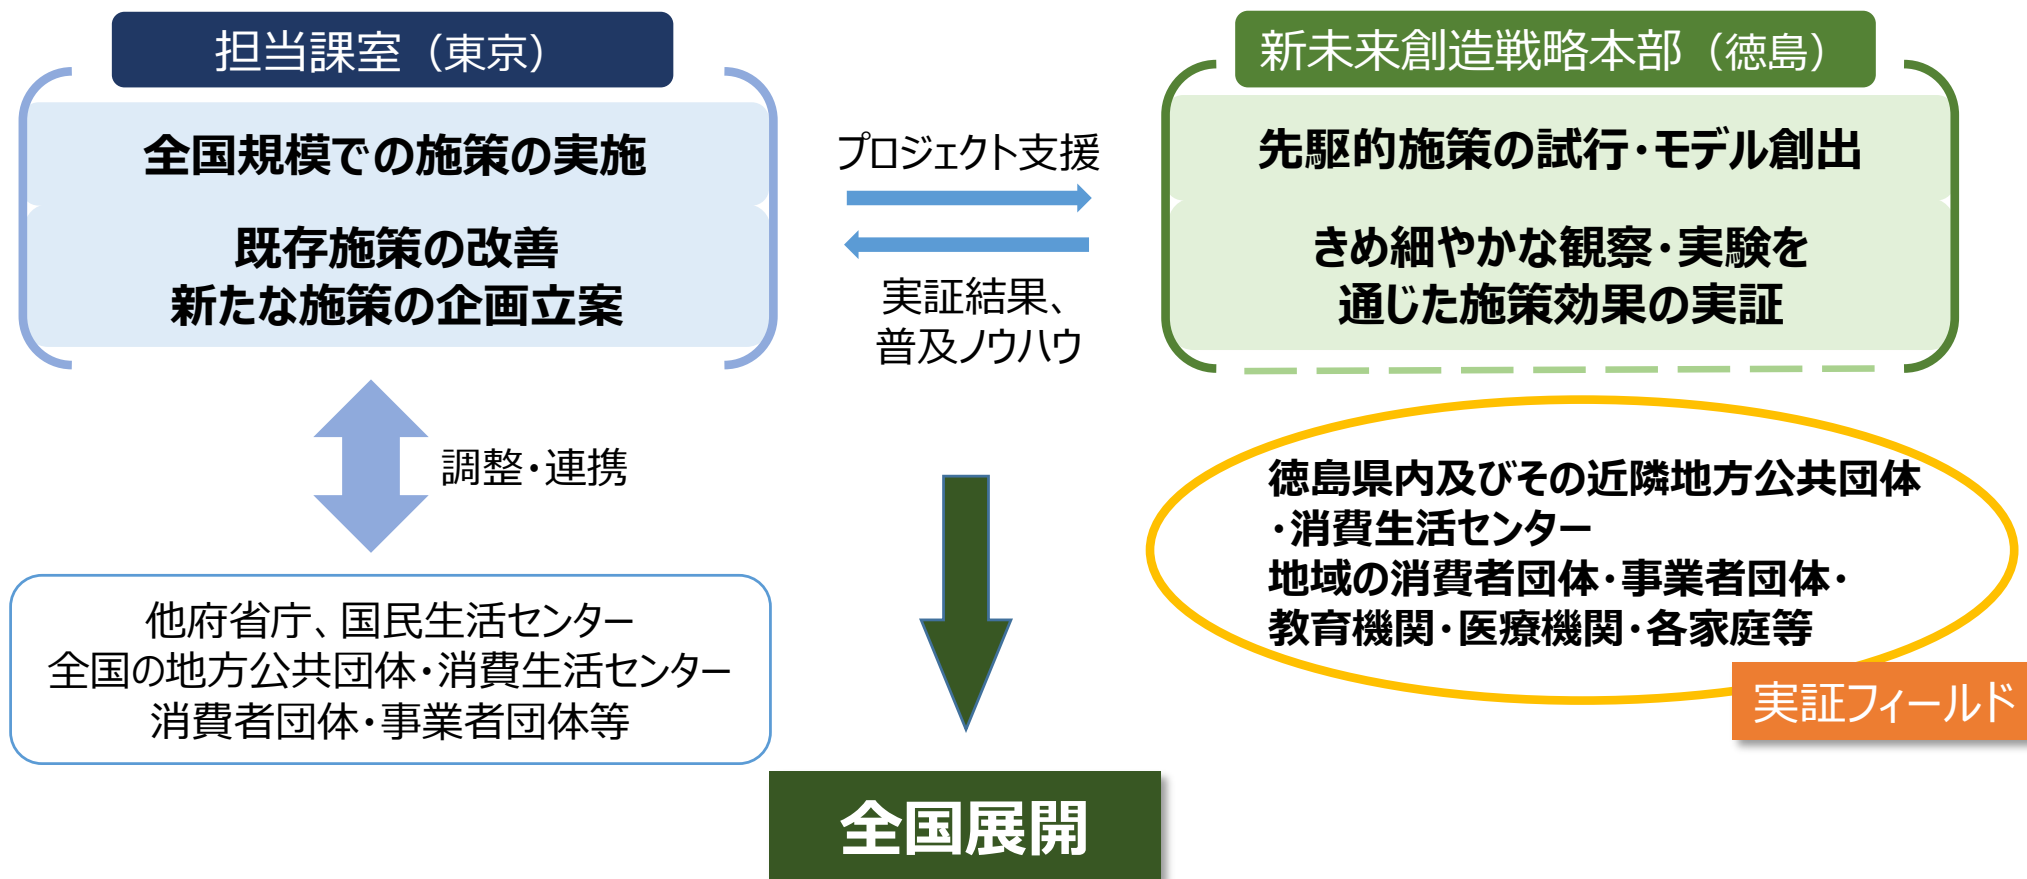 担当課室（東京）
全国規模での施策の実施
既存施策の改善
新たな施策の企画立案
プロジェクト支援
実証結果、
普及ノウハウ
新未来創造戦略本部（徳島）
先駆的施策の試行・モデル創出
きめ細やかな観察・実験を
通じた施策効果の実証
調整・連携
他府省庁、国民生活センター
全国の地方公共団体・消費生活センター
消費者団体・事業者団体等
徳島県内及びその近隣地方公共団体
・消費生活センター
地域の消費者団体・事業者団体・
教育機関・医療機関・各家庭等
実証フィールド
全国展開